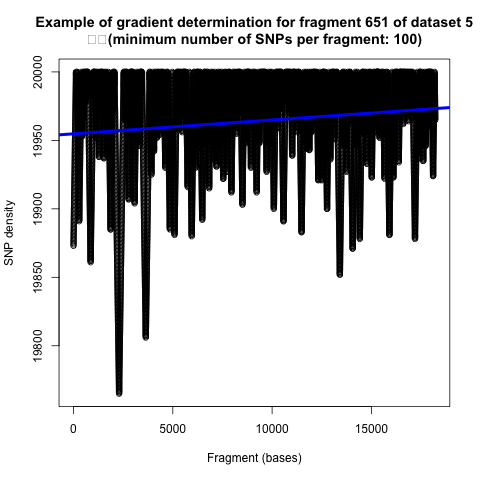 Example of gradient determination for fragment 651 of dataset 5
(minimum number of SNPs per fragment: 100)
20000
19950
19900
19850
19800
SNP density
0 5000 10000 15000
Fragment (bases)